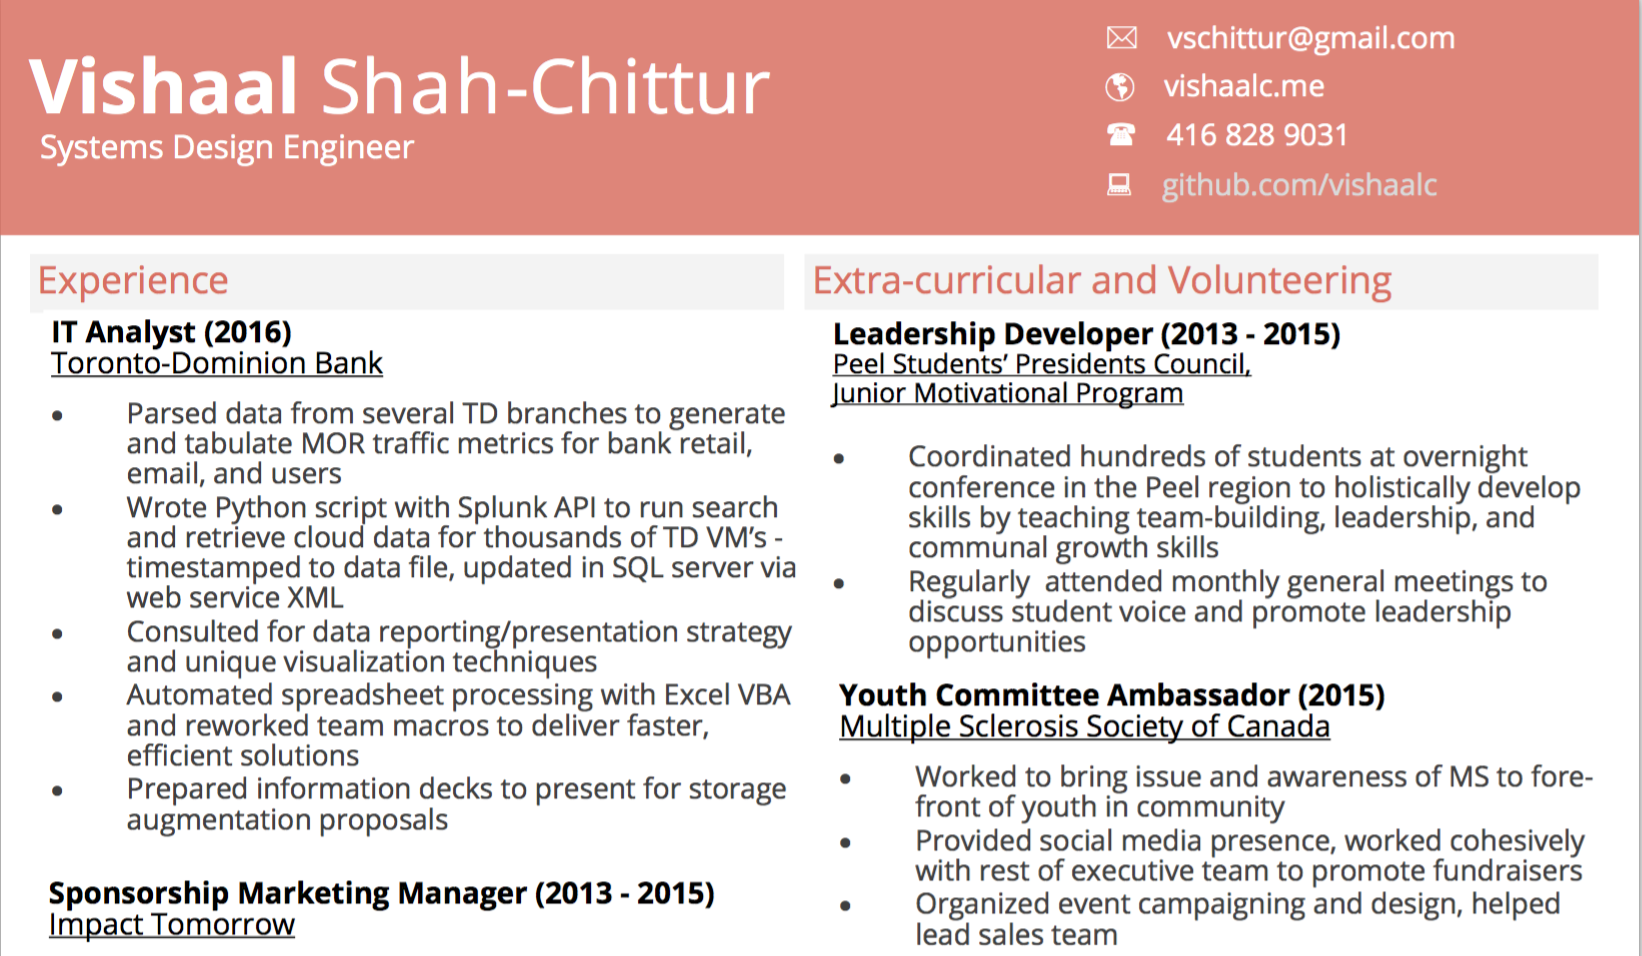 Vishaal Shah-Chittur
Systems Design Engineer
vschittur@gmail.com
vishaalc.me
416 828 9031
github.com/vishaalc
Experience
IT Analyst (2016)
Toronto-Dominion Bank
• Parsed data from several TD branches to generate
and tabulate MOR traffic metrics for bank retail,
email, and users
• Wrote Python script with Splunk API to run search
and retrieve cloud data for thousands of TD VM's -
timestamped to data file, updated in SQL server via
web service XML
• Consulted for data reporting/presentation strategy
and unique visualization techniques
• Automated spreadsheet processing with Excel VBA
and reworked team macros to deliver faster,
efficient solutions
• Prepared information decks to present for storage
augmentation proposals
Sponsorship Marketing Manager (2013 - 2015)
Impact Tomorrow
Extra-curricular and Volunteering
Leadership Developer (2013 - 2015)
Peel Students' Presidents Council,
Junior Motivational Program
• Coordinated hundreds of students at overnight
conference in the Peel region to holistically develop
skills by teaching team-building, leadership, and
communal growth skills
• Regularly  attended monthly general meetings to
discuss student voice and promote leadership
opportunities
Youth Committee Ambassador (2015)
Multiple Sclerosis Society of Canada
• Worked to bring issue and awareness of MS to fore-
front of youth in community
• Provided social media presence, worked cohesively
with rest of executive team to promote fundraisers
• Organized event campaigning and design, helped
lead sales team